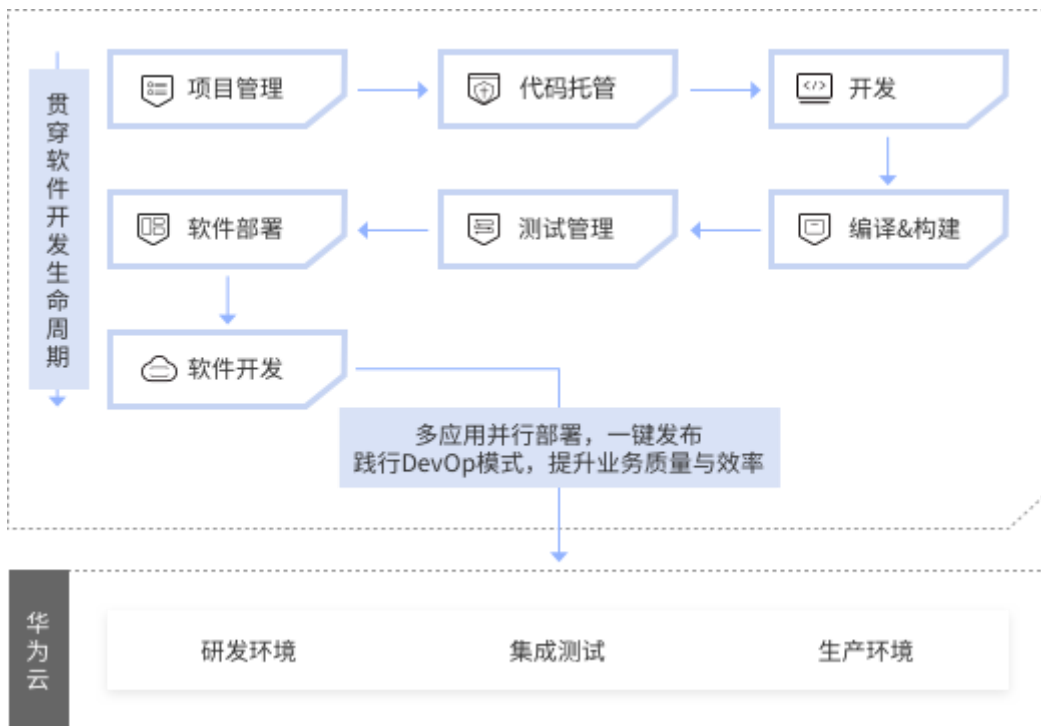 贯穿软件开发生命周期
项目管理
代码托管
开发
软件部署
测试管理
编译&构建
软件开发
多应用并行部署，一键发布
践行DevOp模式，提升业务质量与效率
华为云
研发环境
集成测试
生产环境